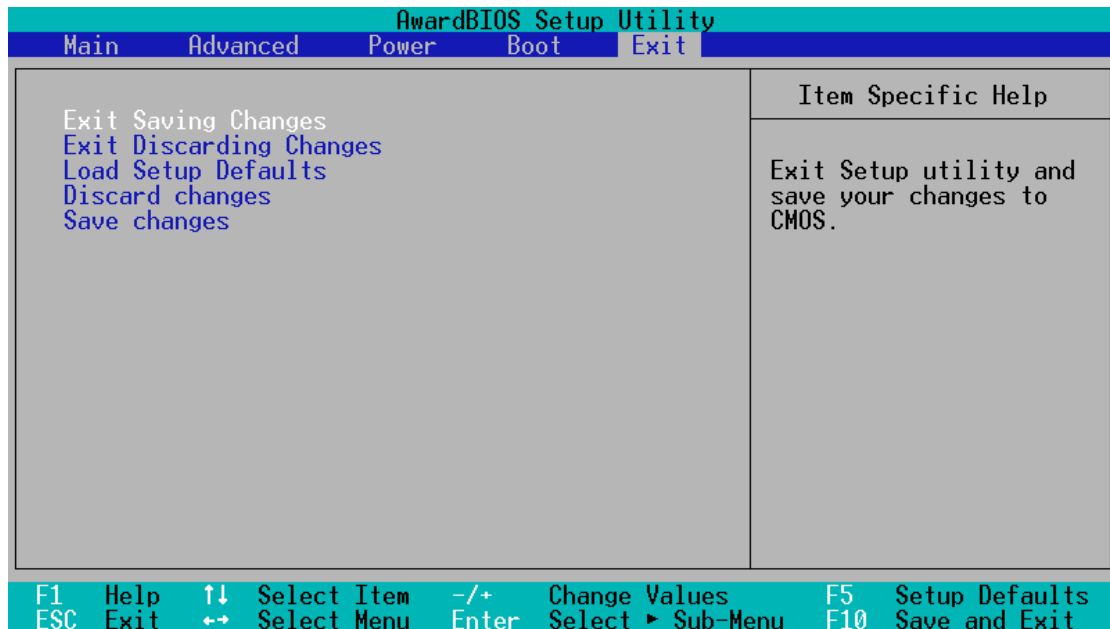 AwardBIOS Setup Utility
Main Advanced Power Boot Exit
Exit Saving Changes
Exit Discarding Changes
Load Setup Defaults
Discard changes
Save changes
Item Specific Help
Exit Setup utility and
save your changes to
CMOS.
F1 Help ↑↓ Select Item -/+ Change Values F5 Setup Defaults
ESC Exit ←→ Select Menu Enter Select ► Sub-Menu F10 Save and Exit